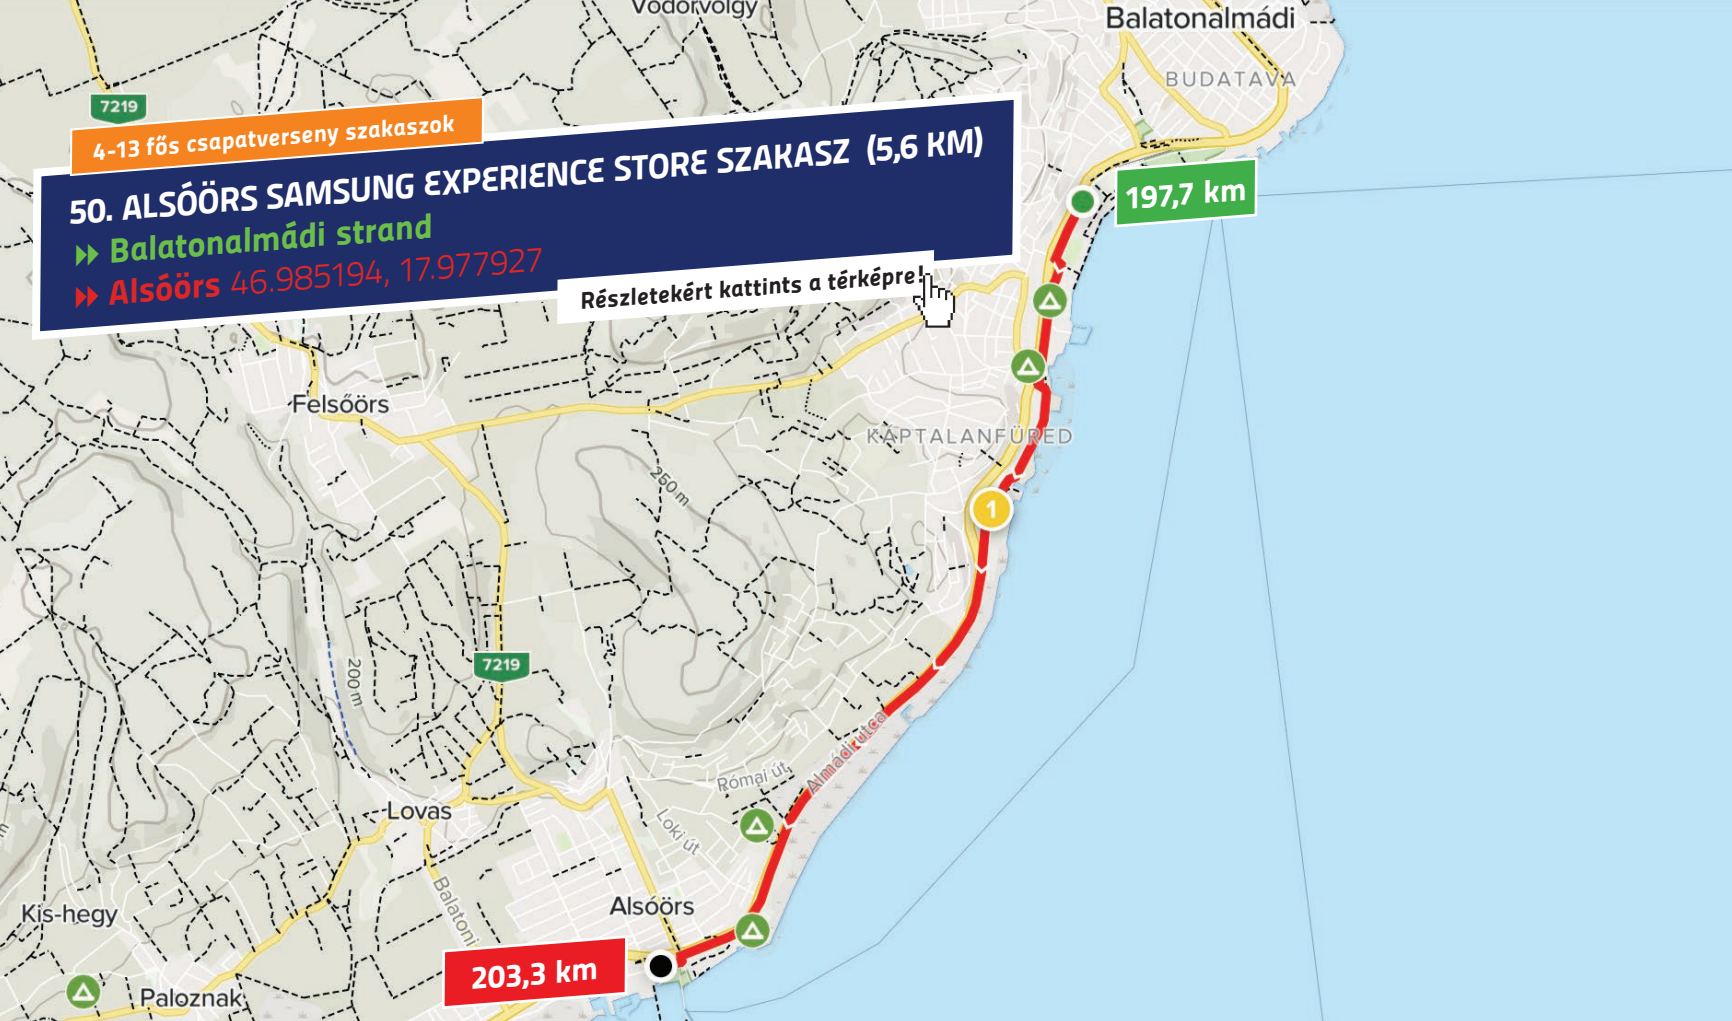 Vödörvölgy
Balatonalmádi
BUDATAVA
7219
4-13 fős csapatverseny szakaszok
50. ALSÓÖRS SAMSUNG EXPERIENCE STORE SZAKASZ (5,6 KM)
Balatonalmádi strand
Alsóörs 46.985194, 17.977927
Részletekért kattints a térképre!
197,7 km
Felsőörs
KÁPTALANFÜRED
250 m
1
7219
200 m
Almádi utca
Római út
Lovas
Loki út
Balatoni
Alsóörs
Kis-hegy
203,3 km
Paloznak